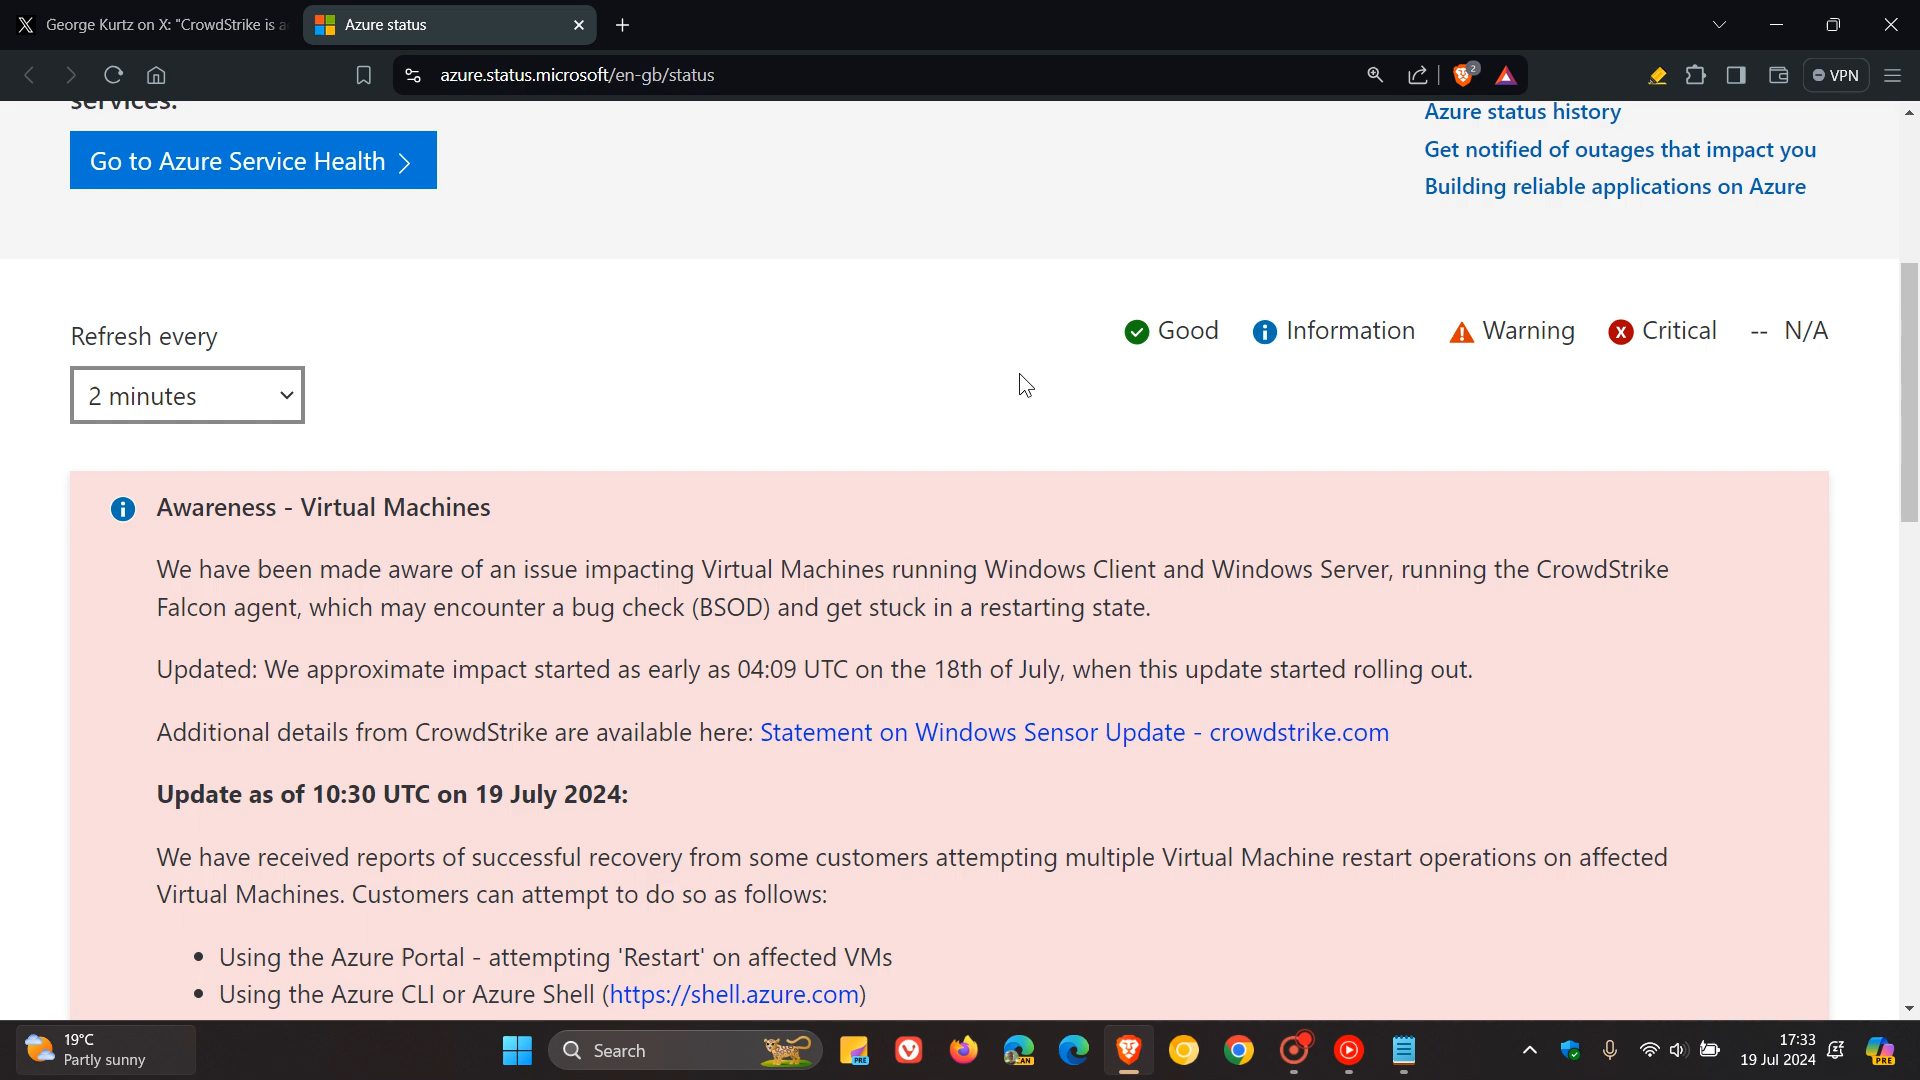 George Kurtz on X: "CrowdStrike is a
Azure status
azure.status.microsoft/en-gb/status
2
VPN
services.
Go to Azure Service Health
Azure status history
Get notified of outages that impact you
Building reliable applications on Azure
Refresh every
2 minutes
Good
Information
Warning
Critical
-- N/A
Awareness - Virtual Machines
We have been made aware of an issue impacting Virtual Machines running Windows Client and Windows Server, running the CrowdStrike
Falcon agent, which may encounter a bug check (BSOD) and get stuck in a restarting state.
Updated: We approximate impact started as early as 04:09 UTC on the 18th of July, when this update started rolling out.
Additional details from CrowdStrike are available here: Statement on Windows Sensor Update - crowdstrike.com
Update as of 10:30 UTC on 19 July 2024:
We have received reports of successful recovery from some customers attempting multiple Virtual Machine restart operations on affected
Virtual Machines. Customers can attempt to do so as follows:
• Using the Azure Portal - attempting 'Restart' on affected VMs
• Using the Azure CLI or Azure Shell (https://shell.azure.com)
19°C
Partly sunny
Search
PRE
CAN
17:33
19 Jul 2024
PRE